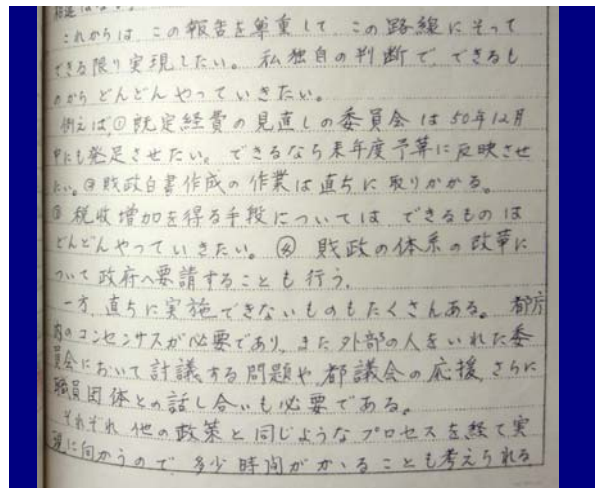 これからは、この報告を尊重して、この路線にそって
できる限り実現したい。私独自の判断で、できるも
のから どんどん やっていきたい。
例えば、①既定経費の見直しの委員会は50年12月
中にも発足させたい。できるなら来年度予算に反映させ
たい。②財政白書作成の作業は直ちに取りかかる。
③ 税収増加を得る手段については できるものは
どんどんやっていきたい。④ 財政の体系の改革に
ついて政府へ要請することも行う。
一方、直ちに実施できないものもたくさんある。都庁
内のコンセンサスが必要であり、また外部の人をいれた委
員会において討議する問題や、都議会の応援、さらに
職員団体との話し合いも必要である。
それぞれ 他の政策と同じようなプロセスを経て実
現に向かうので、多少時間がかゝることも考えられる